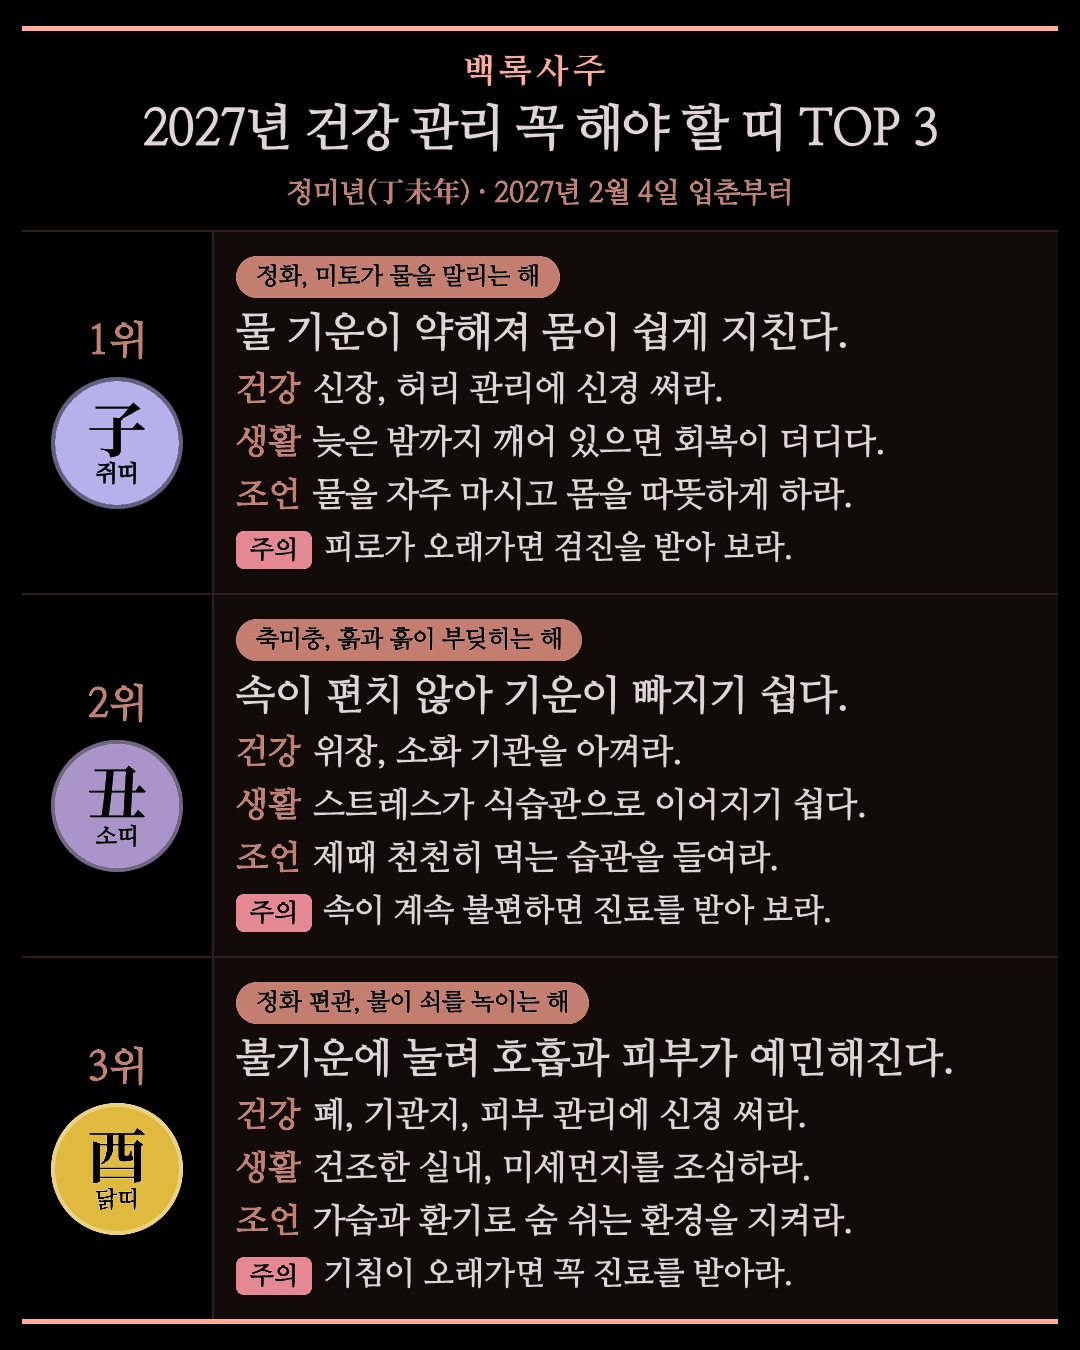 백록사주
2027년 건강 관리 꼭 해야 할 띠 TOP 3
정미년(丁未年) · 2027년 2월 4일 입춘부터
1위
子
쥐띠
정화, 미토가 물을 말리는 해
물 기운이 약해져 몸이 쉽게 지친다.
건강 신장, 허리 관리에 신경 써라.
생활 늦은 밤까지 깨어 있으면 회복이 더디다.
조언 물을 자주 마시고 몸을 따뜻하게 하라.
주의 피로가 오래가면 검진을 받아 보라.
2위
丑
소띠
축미충, 흙과 흙이 부딪히는 해
속이 편치 않아 기운이 빠지기 쉽다.
건강 위장, 소화 기관을 아껴라.
생활 스트레스가 식습관으로 이어지기 쉽다.
조언 제때 천천히 먹는 습관을 들여라.
주의 속이 계속 불편하면 진료를 받아 보라.
3위
酉
닭띠
정화 편관, 불이 쇠를 녹이는 해
불기운에 눌려 호흡과 피부가 예민해진다.
건강 폐, 기관지, 피부 관리에 신경 써라.
생활 건조한 실내, 미세먼지를 조심하라.
조언 가습과 환기로 숨 쉬는 환경을 지켜라.
주의 기침이 오래가면 꼭 진료를 받아라.